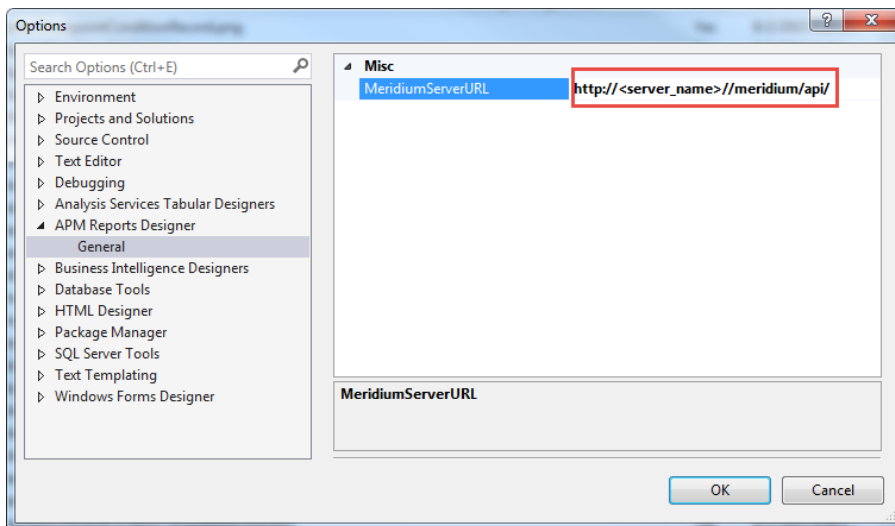 Options
Search Options (Ctrl+E)
Environment
Projects and Solutions
Source Control
Text Editor
Debugging
Analysis Services Tabular Designers
APM Reports Designer
General
Business Intelligence Designers
Database Tools
HTML Designer
Package Manager
SQL Server Tools
Text Templating
Windows Forms Designer
Misc
MeridiumServerURL http://<server_name>//meridium/api/
MeridiumServerURL
OK Cancel